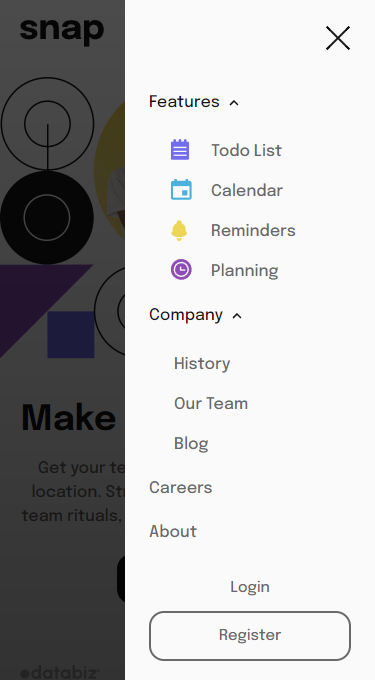 snap
Features
Todo List
Calendar
Reminders
Planning
Company
History
Our Team
Blog
Careers
About
Login
Register
Make
Get your te
location. Str
team rituals,
databiz